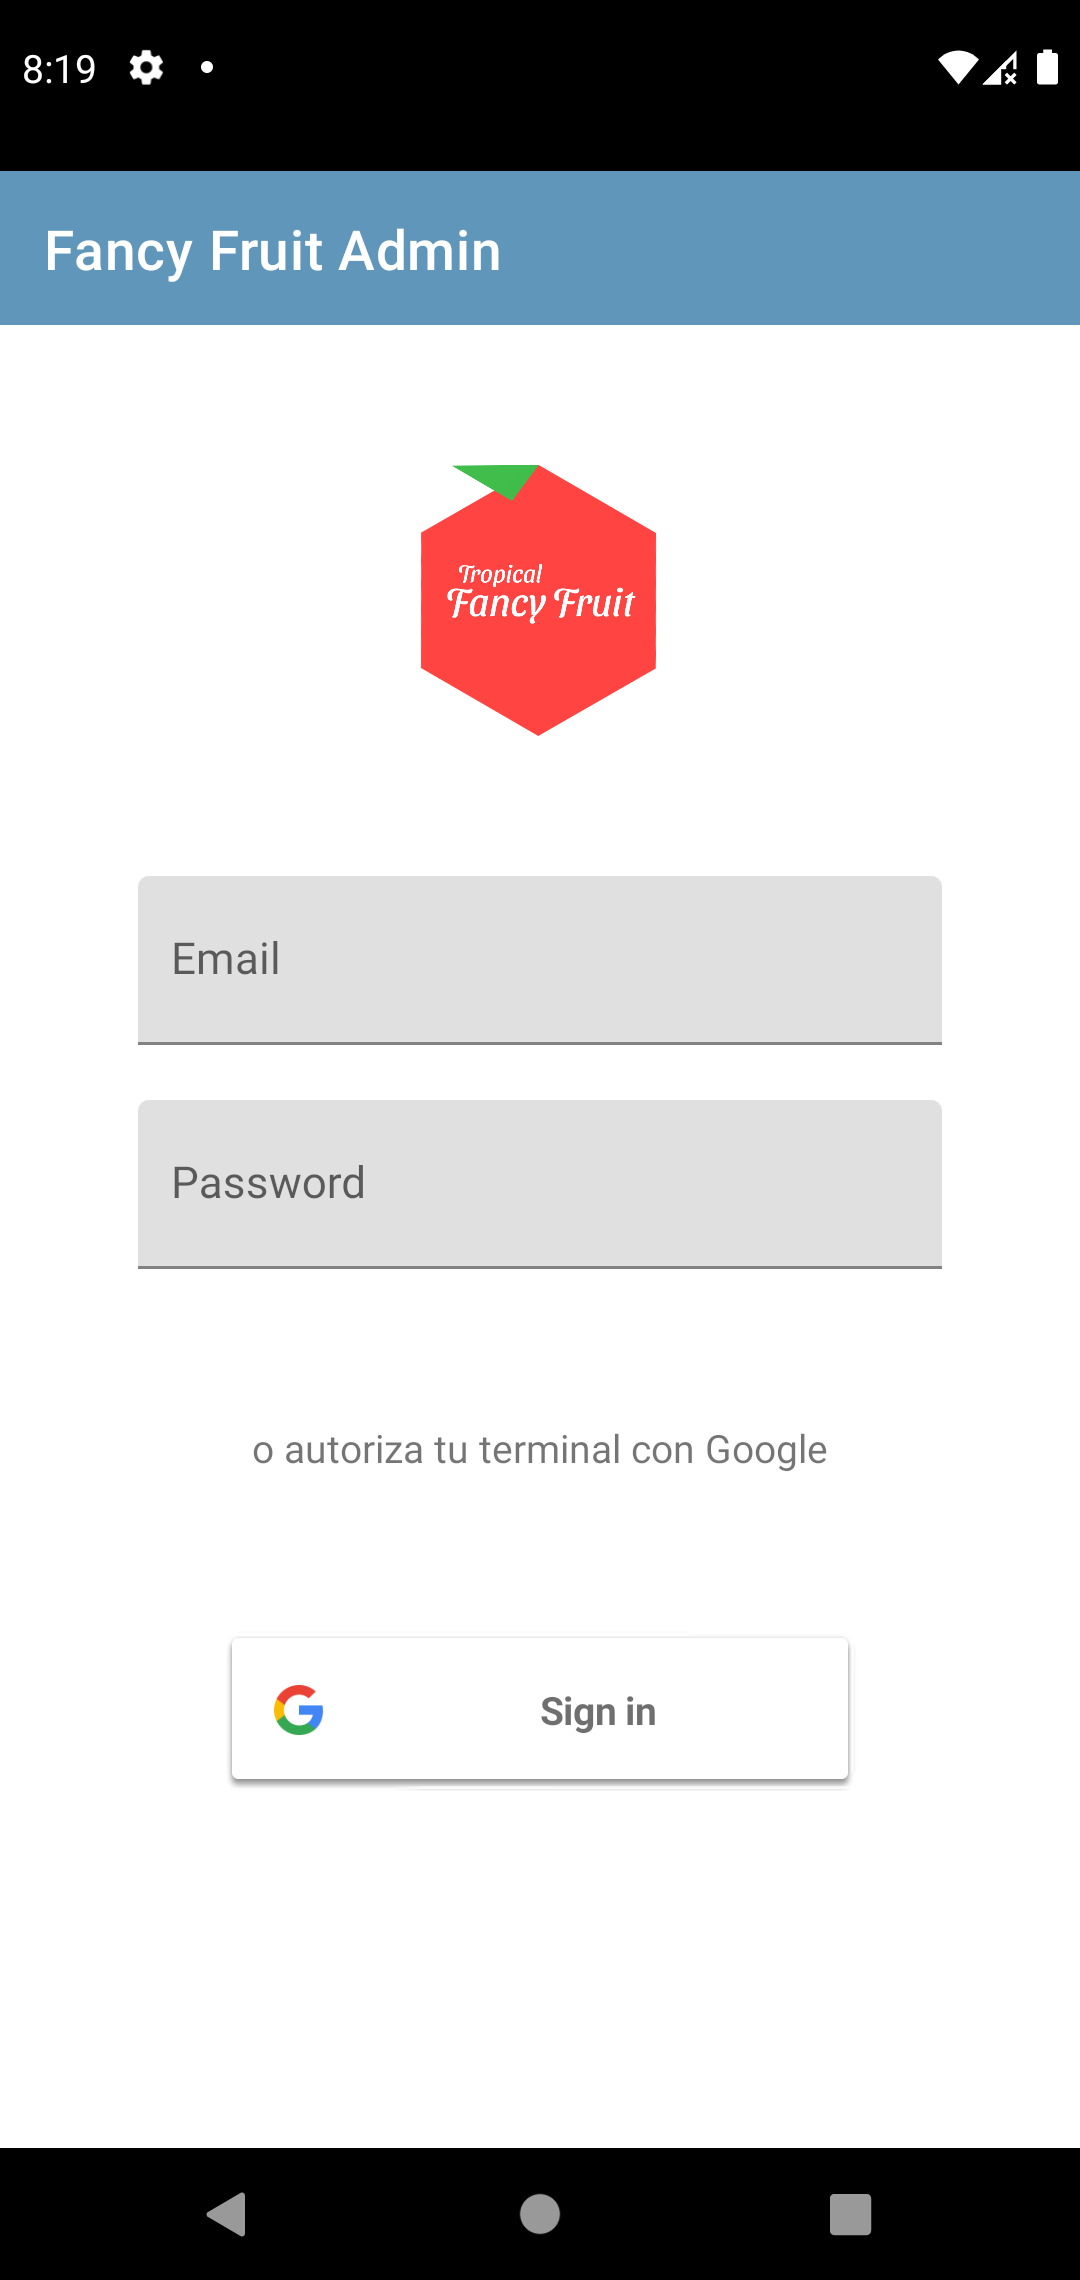 8:19
Fancy Fruit Admin
Tropical
Fancy Fruit
Email
Password
o autoriza tu terminal con Google
Sign in